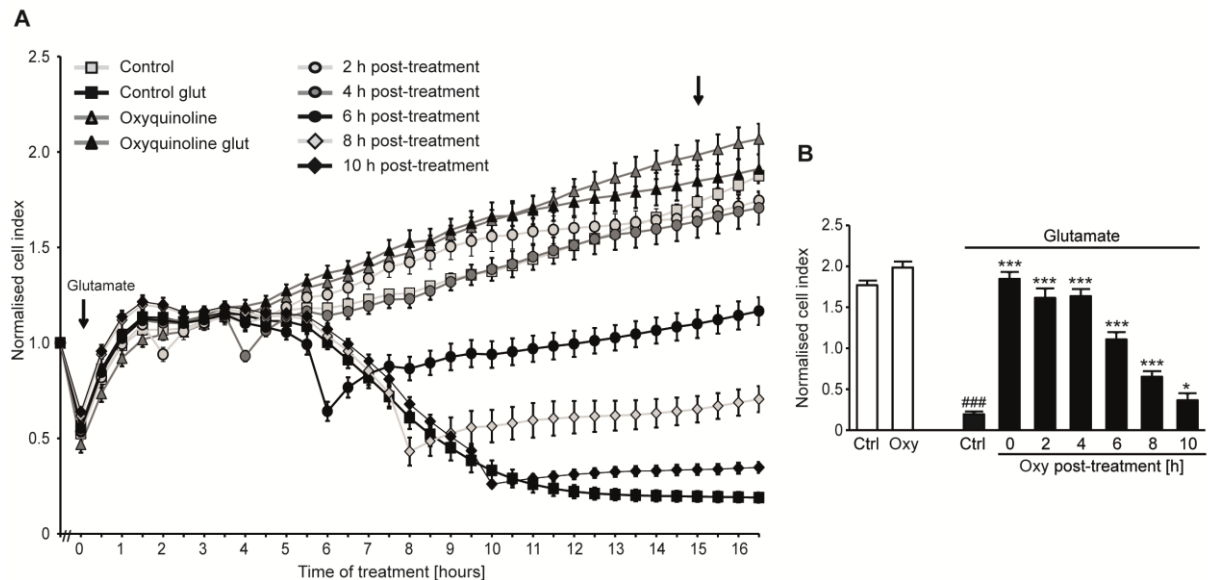 A
2.5
2.0
1.5
1.0
0.5
0
Normalised cell index
Control
Control glut
Oxyquinoline
Oxyquinoline glut
2 h post-treatment
4 h post-treatment
6 h post-treatment
8 h post-treatment
10 h post-treatment
Glutamate
0 1 2 3 4 5 6 7 8 9 10 11 12 13 14 15 16
Time of treatment [hours]
B
Glutamate
2.5
2.0
1.5
1.0
0.5
0
Normalised cell index
### *** *** *** *** *** *
Ctrl Oxy Ctrl 0 2 4 6 8 10
Oxy post-treatment [h]